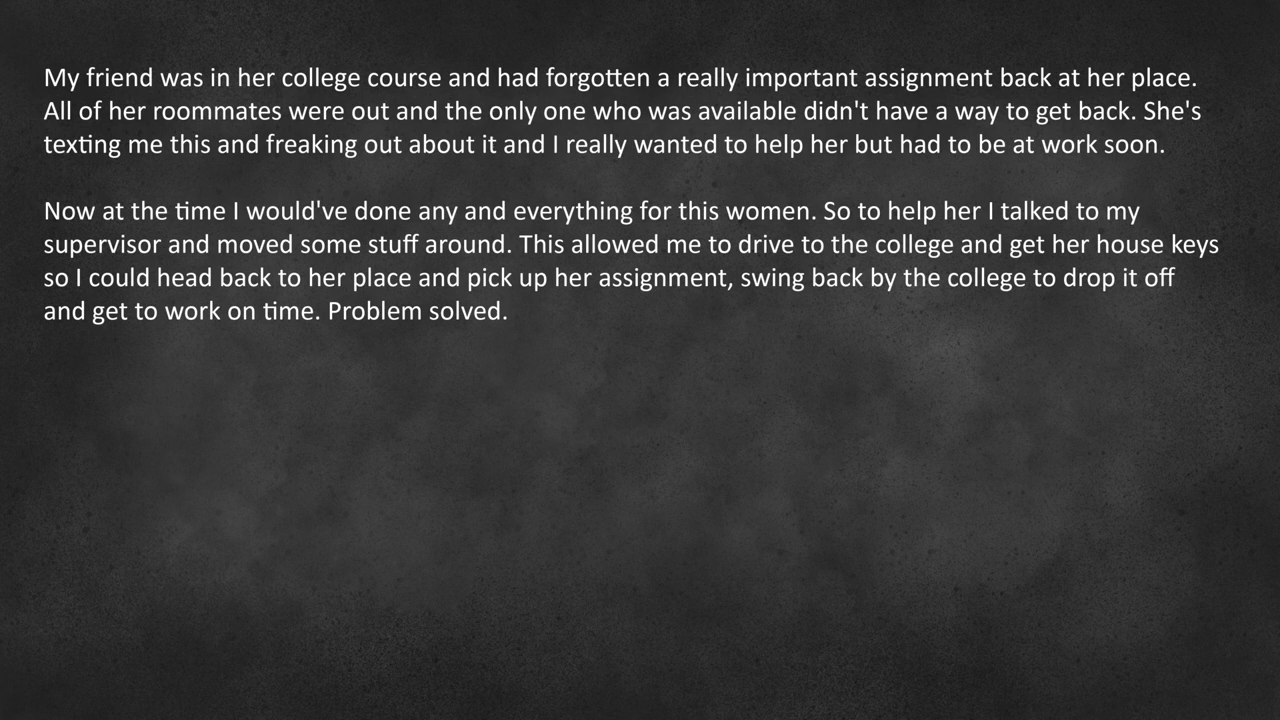 My friend was in her college course and had forgotten a really important assignment back at her place.
All of her roommates were out and the only one who was available didn't have a way to get back. She's
texting me this and freaking out about it and I really wanted to help her but had to be at work soon.
Now at the time I would've done any and everything for this women. So to help her I talked to my
supervisor and moved some stuff around. This allowed me to drive to the college and get her house keys
so I could head back to her place and pick up her assignment, swing back by the college to drop it off
and get to work on time. Problem solved.